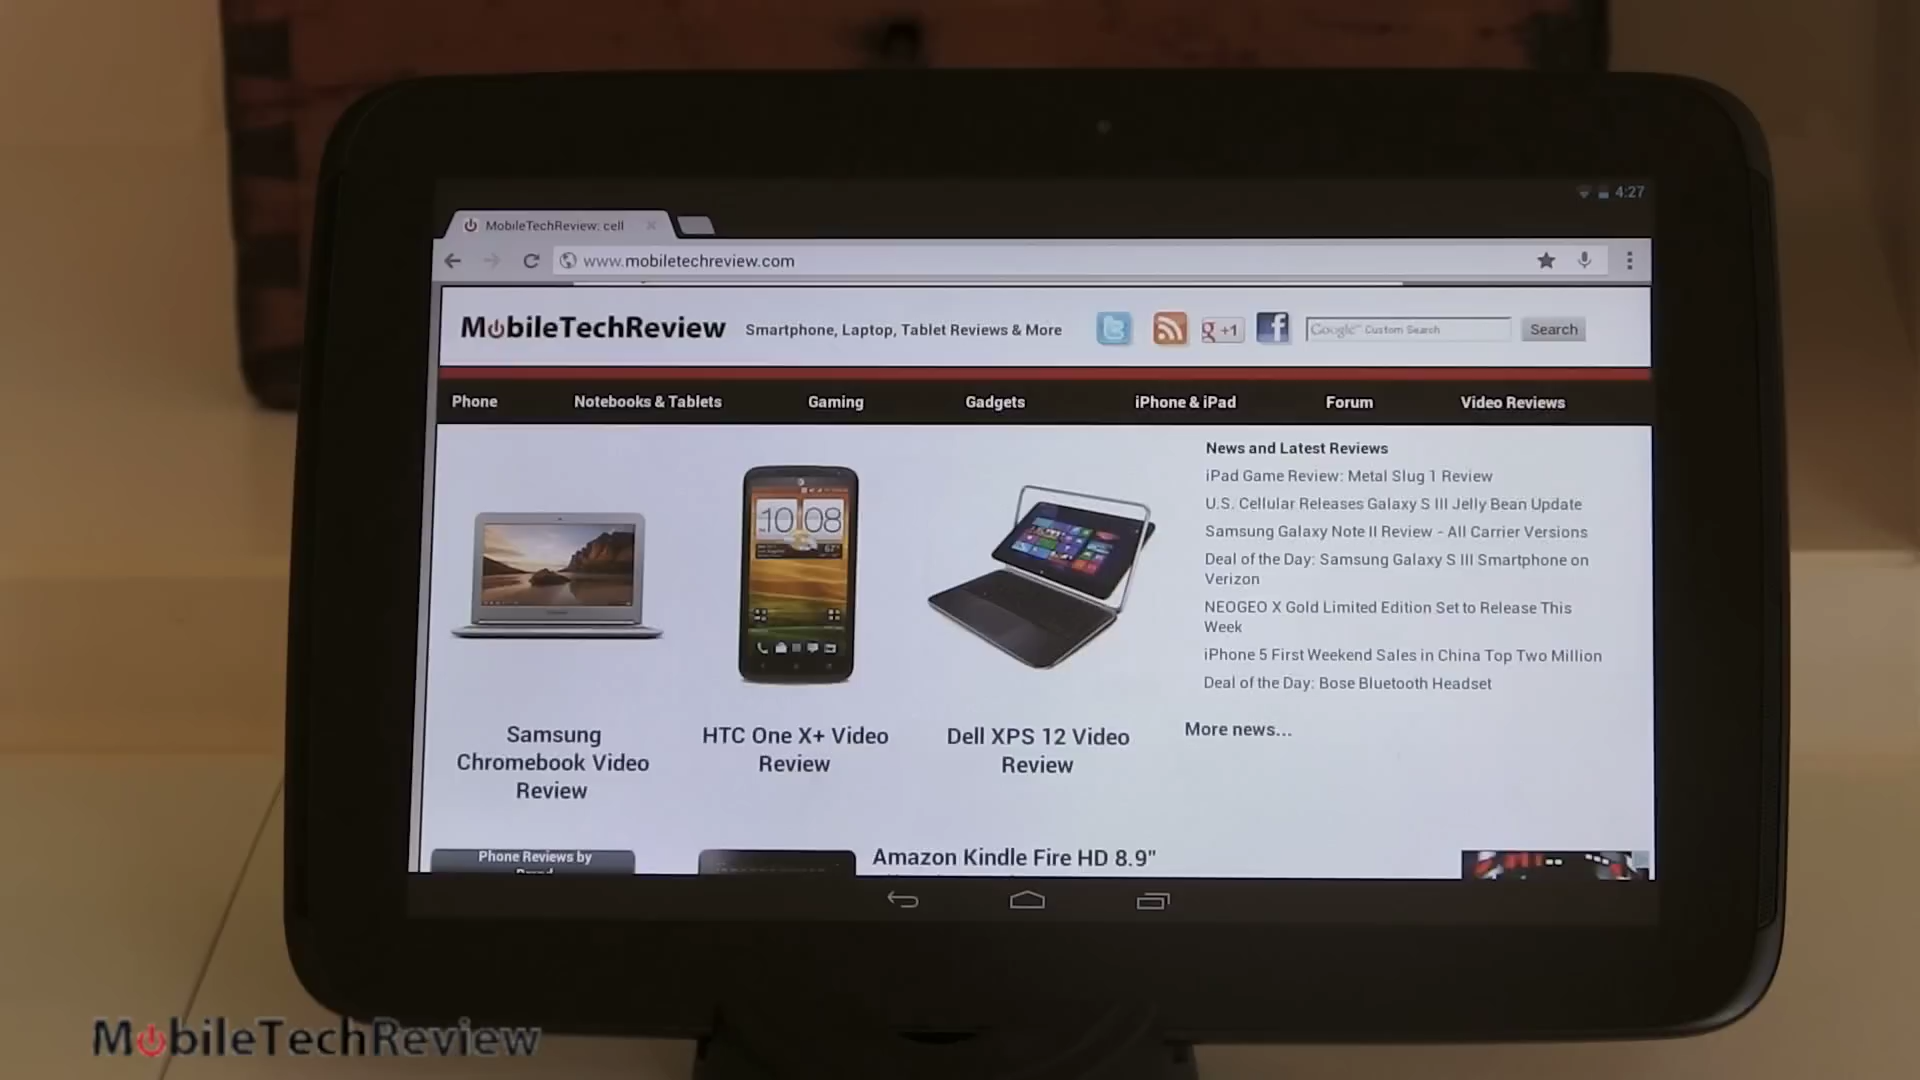 4:27
MobileTechReview: cell
www.mobiletechreview.com
MobileTechReview
Smartphone, Laptop, Tablet Reviews & More
g +1
f
Google™ Custom Search
Search
Phone
Notebooks & Tablets
Gaming
Gadgets
iPhone & iPad
Forum
Video Reviews
10 08
67°
News and Latest Reviews
iPad Game Review: Metal Slug 1 Review
U.S. Cellular Releases Galaxy S III Jelly Bean Update
Samsung Galaxy Note II Review - All Carrier Versions
Deal of the Day: Samsung Galaxy S III Smartphone on
Verizon
NEOGEO X Gold Limited Edition Set to Release This
Week
iPhone 5 First Weekend Sales in China Top Two Million
Deal of the Day: Bose Bluetooth Headset
More news...
Samsung
Chromebook Video
Review
HTC One X+ Video
Review
Dell XPS 12 Video
Review
Phone Reviews by
Amazon Kindle Fire HD 8.9"
MobileTechReview